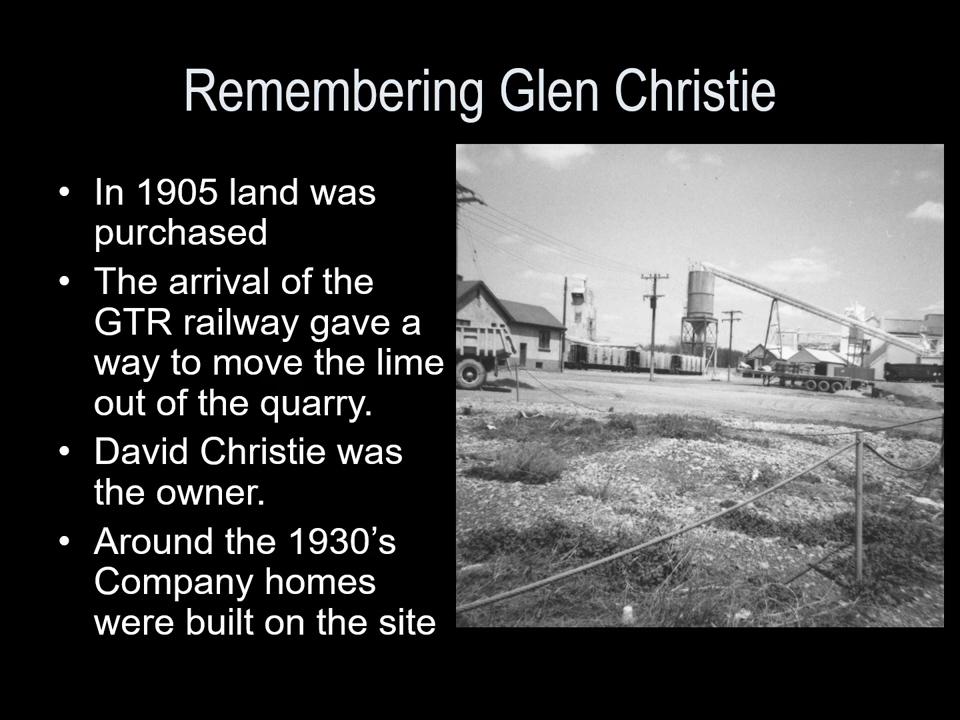 Remembering Glen Christie
• In 1905 land was
purchased
• The arrival of the
GTR railway gave a
way to move the lime
out of the quarry.
• David Christie was
the owner.
• Around the 1930’s
Company homes
were built on the site